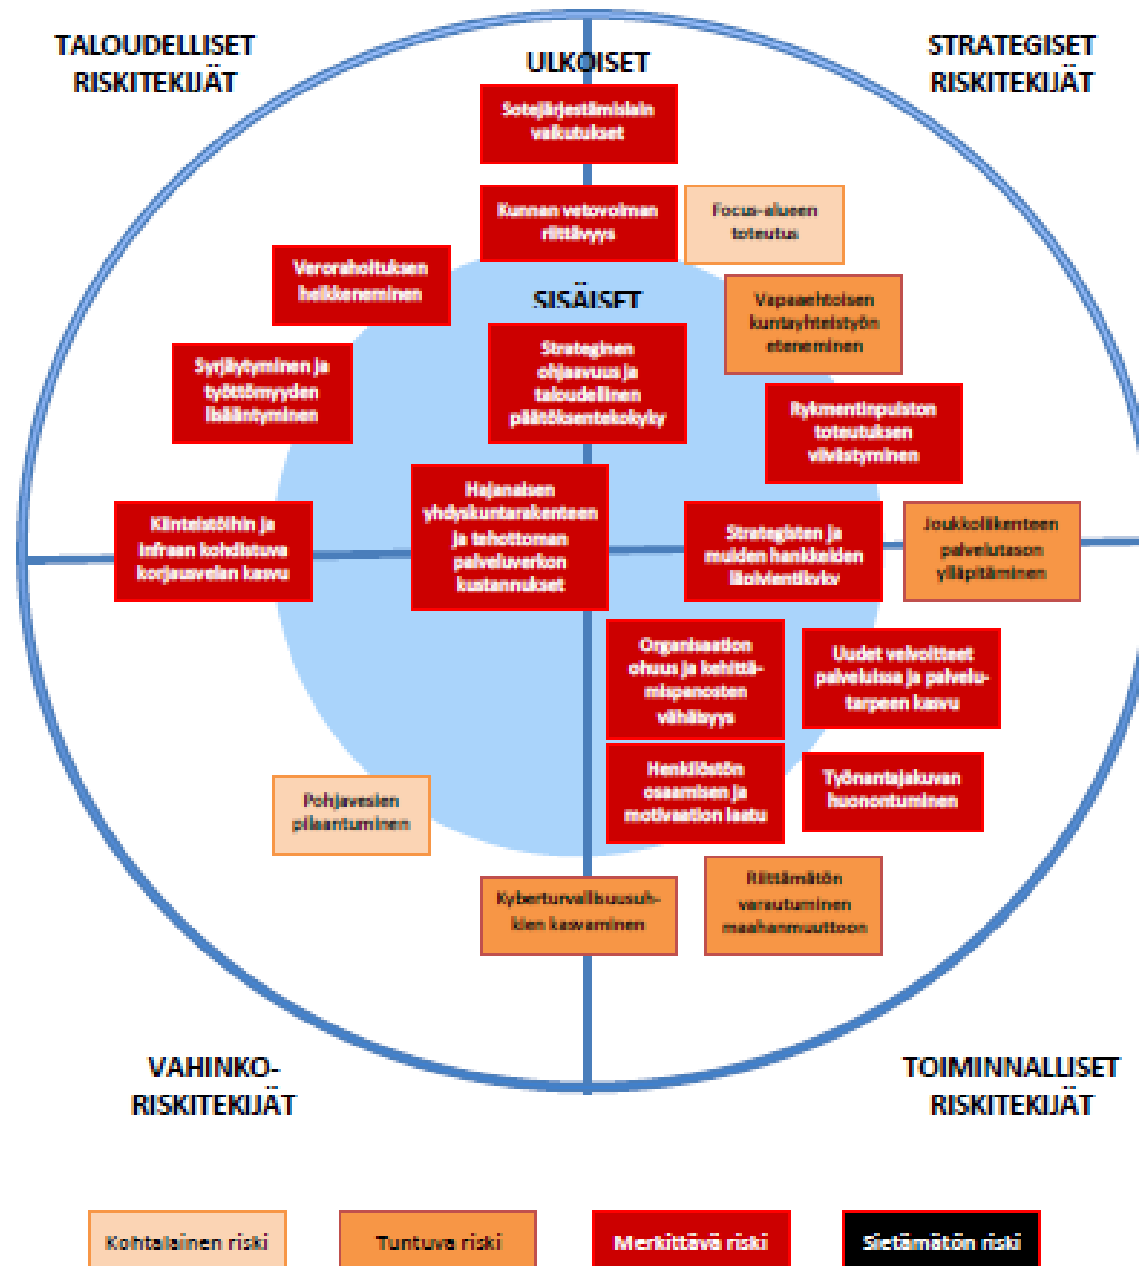 TALOUDELLISET
RISKITEKIJÄT
STRATEGISET
RISKITEKIJÄT
ULKOISET
Sotejärjestämislain
vaikutukset
Kunnan vetovoiman
riittävyys
Focus-alueen
toteutus
Verorahoituksen
heikkeneminen
SISÄISET
Vapaaehtoisen
kuntayhteistyön
eteneminen
Strateginen
ohjaavuus ja
taloudellinen
päätöksentekokyky
Syrjäytyminen ja
työttömyyden
lisääntyminen
Rykmentinpuiston
toteutuksen
viivästyminen
Hajanaisen
yhdyskuntarakenteen
ja tehottoman
palveluverkon
kustannukset
Kiinteistöihin ja
infraan kohdistuva
korjausvelan kasvu
Strategisten ja
muiden hankkeiden
läpivientikyky
Joukkoliikenteen
palvelutason
ylläpitäminen
Organisaation
ohuus ja kehittä-
mispanosten
vähäisyys
Uudet velvoitteet
palveluissa ja palvelu-
tarpeen kasvu
Henkilöstön
osaamisen ja
motivaation laatu
Työnantajakuvan
huonontuminen
Pohjavesien
pilaantuminen
Kyberturvallisuusuh-
kien kasvaminen
Riittämätön
varautuminen
maahanmuuttoon
VAHINKO-
RISKITEKIJÄT
TOIMINNALLISET
RISKITEKIJÄT
Kohtalainen riski
Tuntuva riski
Merkittävä riski
Sietämätön riski